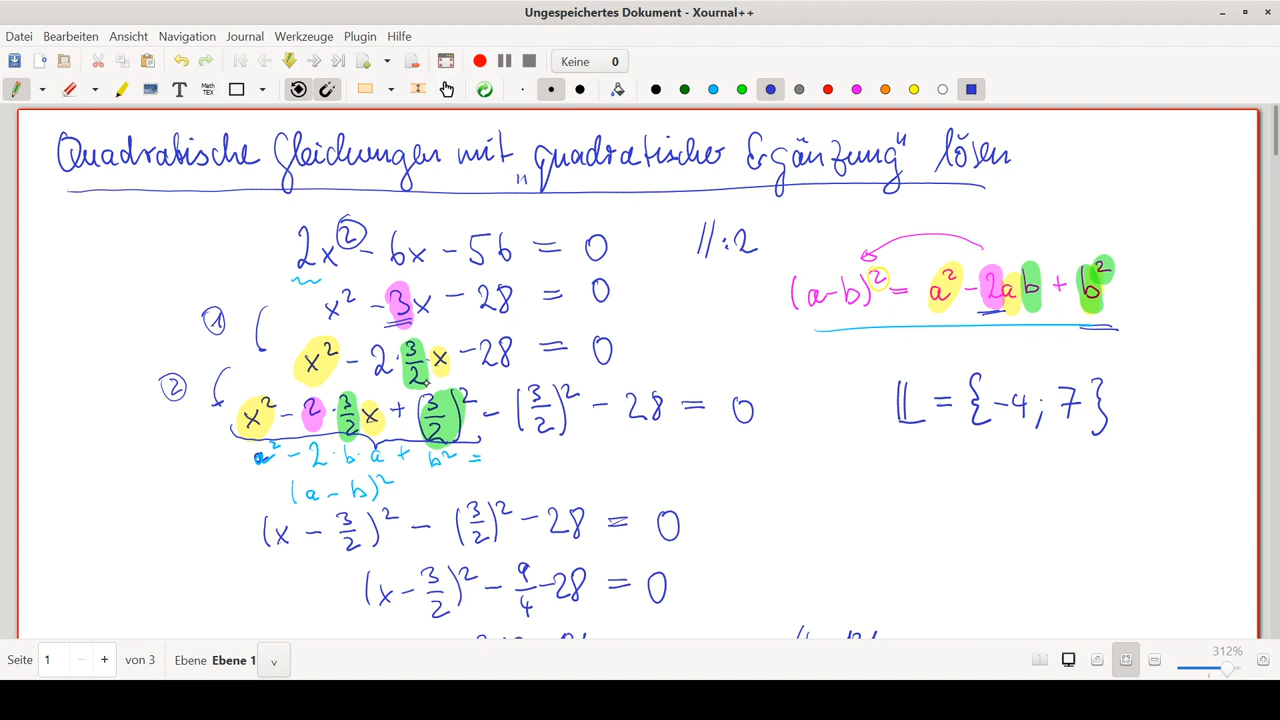 Ungespeichertes Dokument - Xournal++
Datei Bearbeiten Ansicht Navigation Journal Werkzeuge Plugin Hilfe
Keine 0
T Math TEX
Quadratische Gleichungen mit „quadratischer Ergänzung" lösen
2x² - 6x - 56 = 0 //:2
(a-b)² = a² - 2ab + b²
x² - 3x - 28 = 0
①
x² - 2·3/2·x - 28 = 0
②
x² - 2·3/2x + (3/2)² - (3/2)² - 28 = 0
𝕃 = {-4; 7}
a² - 2·b·a + b² =
(a - b)²
(x - 3/2)² - (3/2)² - 28 = 0
(x - 3/2)² - 9/4 - 28 = 0
Seite 1 - + von 3 Ebene Ebene 1 312%